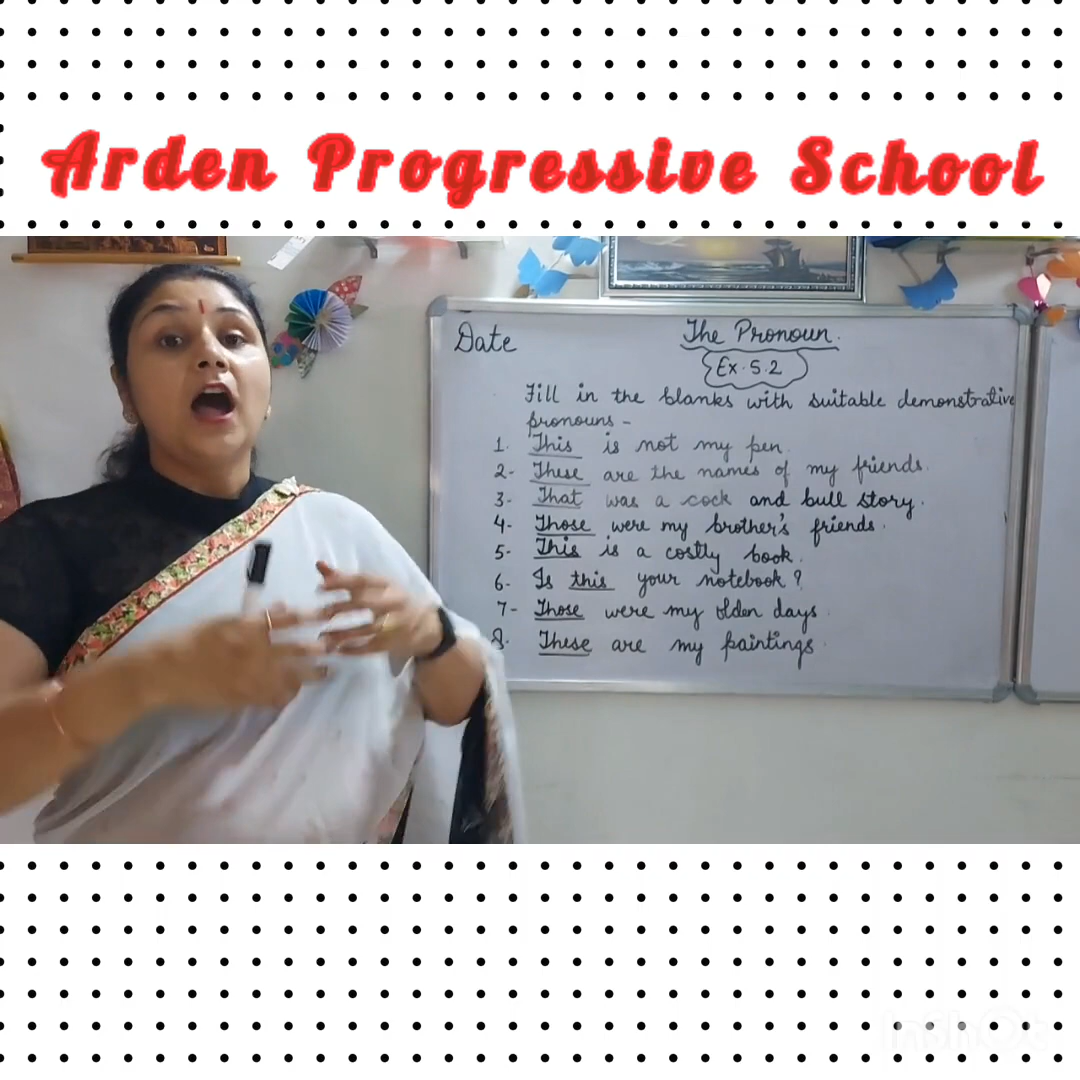 Arden Progressive School
Date
The Pronoun.
Ex. 5.2
Fill in the blanks with suitable demonstrative
pronouns -
1. This is not my pen.
2- These are the names of my friends.
3- That was a cock and bull story.
4- Those were my brother's friends.
5- This is a costly book.
6- Is this your notebook?
7- Those were my olden days
8. These are my paintings
InShOt